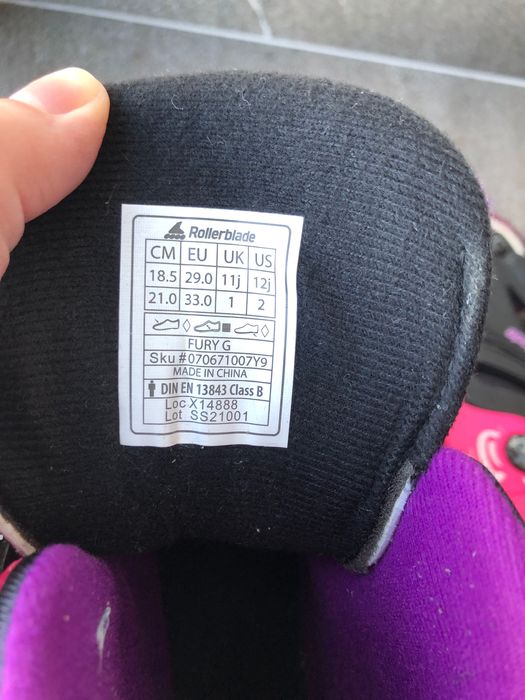 Rollerblade
CM EU UK US
18.5 29.0 11j 12j
21.0 33.0 1 2
FURY G
Sku #070671007Y9
MADE IN CHINA
DIN EN 13843 Class B
Loc X14888
Lot SS21001